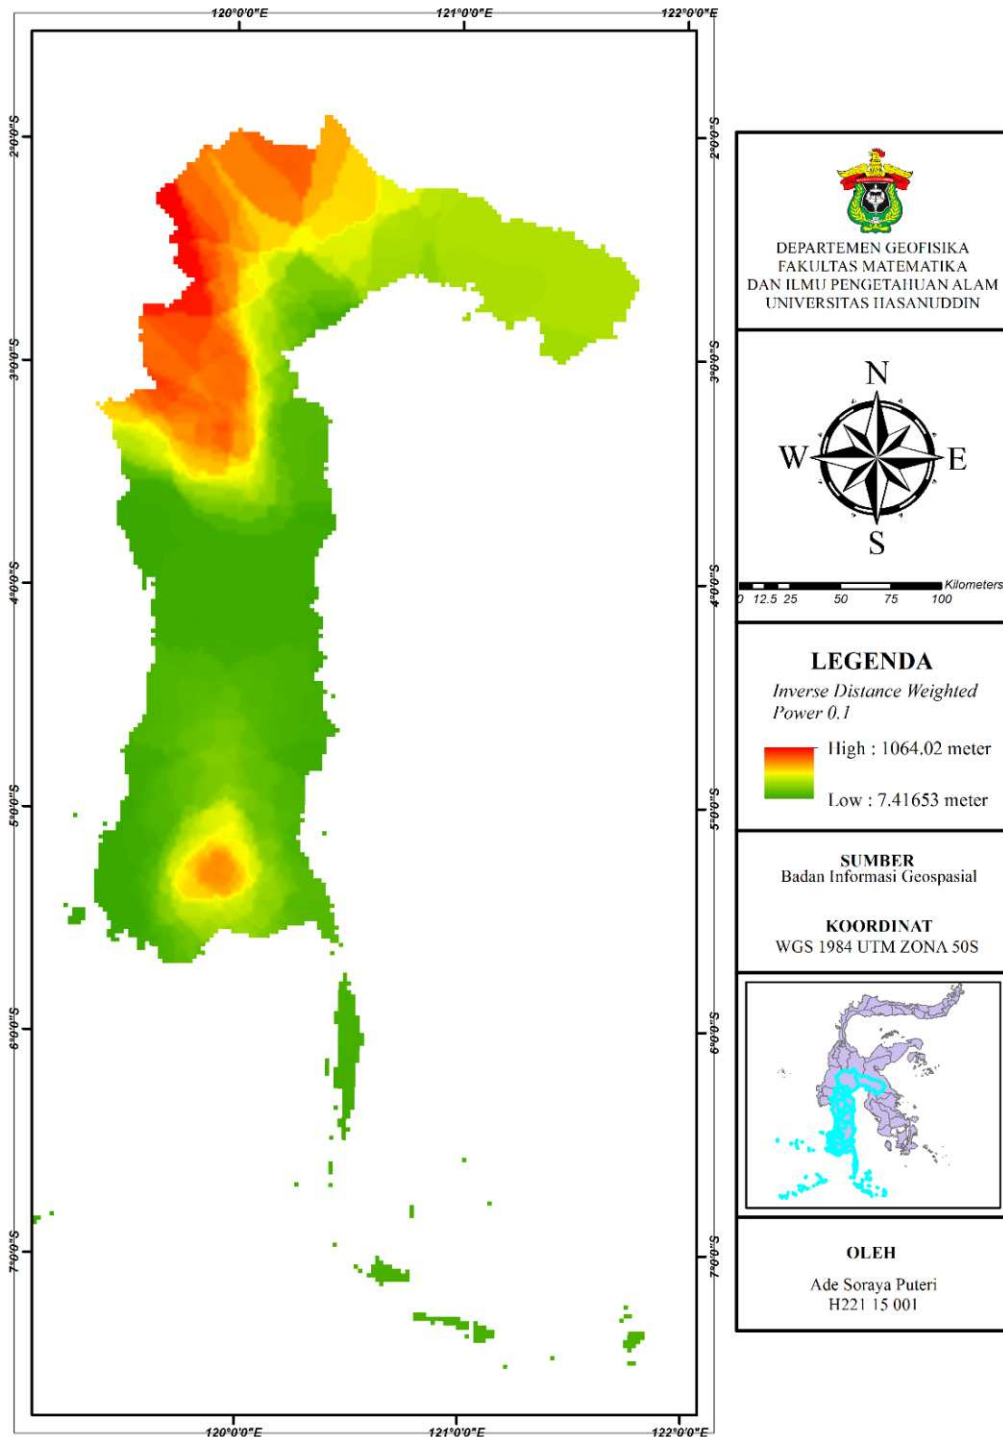 120°0'0"E 121°0'0"E 122°0'0"E
2°0'0"S 2°0'0"S
3°0'0"S 3°0'0"S
4°0'0"S 4°0'0"S
5°0'0"S 5°0'0"S
6°0'0"S 6°0'0"S
7°0'0"S 7°0'0"S
120°0'0"E 121°0'0"E 122°0'0"E
DEPARTEMEN GEOFISIKA
FAKULTAS MATEMATIKA
DAN ILMU PENGETAHUAN ALAM
UNIVERSITAS HASANUDDIN
N
W E
S
Kilometers
0 12.5 25 50 75 100
LEGENDA
Inverse Distance Weighted
Power 0.1
High : 1064.02 meter
Low : 7.41653 meter
SUMBER
Badan Informasi Geospasial
KOORDINAT
WGS 1984 UTM ZONA 50S
OLEH
Ade Soraya Puteri
H221 15 001